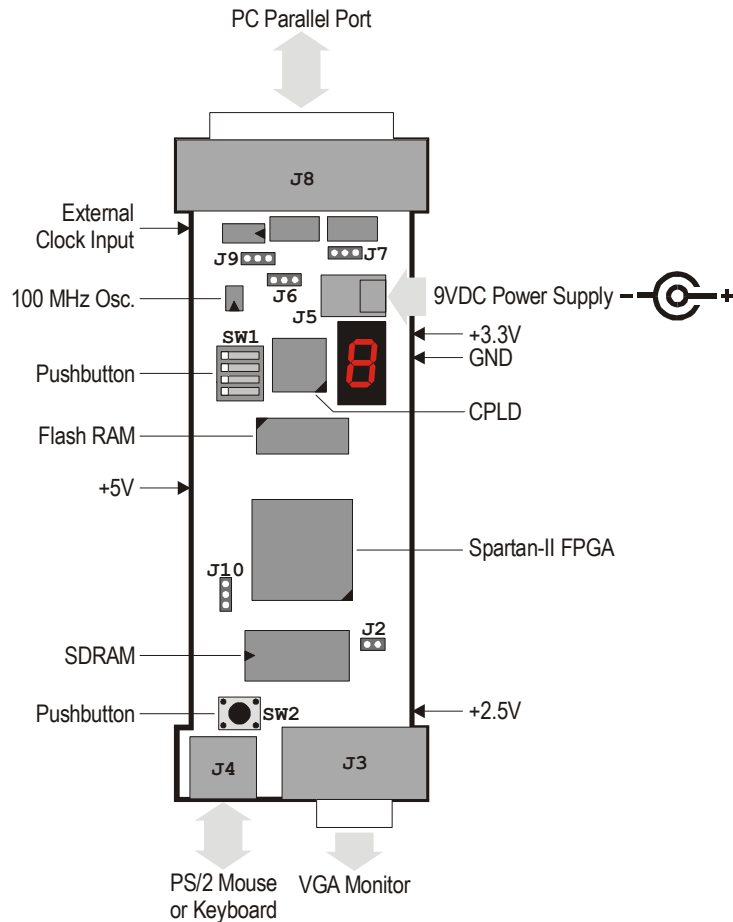 PC Parallel Port
J8
External
Clock Input
J9
J7
J6
100 MHz Osc.
J5
9VDC Power Supply - +
SW1
+3.3V
GND
8
Pushbutton
CPLD
Flash RAM
+5V
Spartan-II FPGA
J10
J2
SDRAM
Pushbutton
SW2
+2.5V
J4
J3
PS/2 Mouse
or Keyboard
VGA Monitor